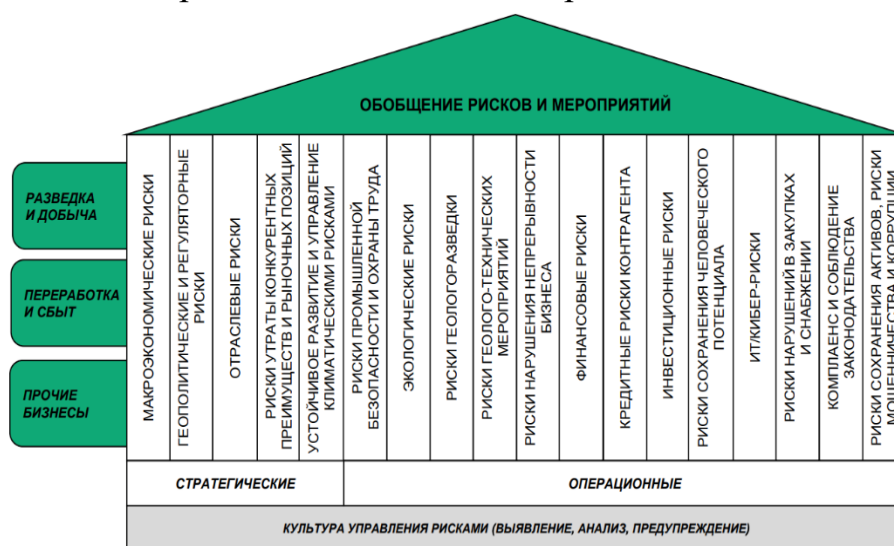 ОБОБЩЕНИЕ РИСКОВ И МЕРОПРИЯТИЙ
РАЗВЕДКА
И ДОБЫЧА
ПЕРЕРАБОТКА
И СБЫТ
ПРОЧИЕ
БИЗНЕСЫ
МАКРОЭКОНОМИЧЕСКИЕ РИСКИ
ГЕОПОЛИТИЧЕСКИЕ И РЕГУЛЯТОРНЫЕ
РИСКИ
ОТРАСЛЕВЫЕ РИСКИ
РИСКИ УТРАТЫ КОНКУРЕНТНЫХ
ПРЕИМУЩЕСТВ И РЫНОЧНЫХ ПОЗИЦИЙ
УСТОЙЧИВОЕ РАЗВИТИЕ И УПРАВЛЕНИЕ
КЛИМАТИЧЕСКИМИ РИСКАМИ
РИСКИ ПРОМЫШЛЕННОЙ
БЕЗОПАСНОСТИ И ОХРАНЫ ТРУДА
ЭКОЛОГИЧЕСКИЕ РИСКИ
РИСКИ ГЕОЛОГОРАЗВЕДКИ
РИСКИ ГЕОЛОГО-ТЕХНИЧЕСКИХ
МЕРОПРИЯТИЙ
РИСКИ НАРУШЕНИЯ НЕПРЕРЫВНОСТИ
БИЗНЕСА
ФИНАНСОВЫЕ РИСКИ
КРЕДИТНЫЕ РИСКИ КОНТРАГЕНТА
ИНВЕСТИЦИОННЫЕ РИСКИ
РИСКИ СОХРАНЕНИЯ ЧЕЛОВЕЧЕСКОГО
ПОТЕНЦИАЛА
ИТ/КИБЕР-РИСКИ
РИСКИ НАРУШЕНИЙ В ЗАКУПКАХ
И СНАБЖЕНИИ
КОМПЛАЕНС И СОБЛЮДЕНИЕ
ЗАКОНОДАТЕЛЬСТВА
РИСКИ СОХРАНЕНИЯ АКТИВОВ, РИСКИ
МОШЕННИЧЕСТВА И КОРРУПЦИИ
СТРАТЕГИЧЕСКИЕ
ОПЕРАЦИОННЫЕ
КУЛЬТУРА УПРАВЛЕНИЯ РИСКАМИ (ВЫЯВЛЕНИЕ, АНАЛИЗ, ПРЕДУПРЕЖДЕНИЕ)